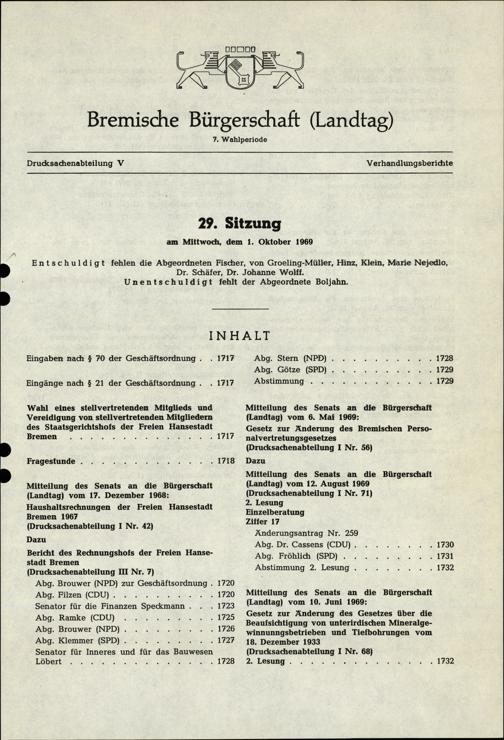 Bremische Bürgerschaft (Landtag)
7. Wahlperiode
Drucksachenabteilung V
Verhandlungsberichte
29. Sitzung
am Mittwoch, dem 1. Oktober 1969
Entschuldigt fehlen die Abgeordneten Fischer, von Groeling-Müller, Hinz, Klein, Marie Nejedlo,
Dr. Schäfer, Dr. Johanne Wolff.
Unentschuldigt fehlt der Abgeordnete Boljahn.
INHALT
Eingaben nach § 70 der Geschäftsordnung . . 1717
Eingänge nach § 21 der Geschäftsordnung . . 1717
Wahl eines stellvertretenden Mitglieds und
Vereidigung von stellvertretenden Mitgliedern
des Staatsgerichtshofs der Freien Hansestadt
Bremen . . . . . . . . . . . . . 1717
Fragestunde . . . . . . . . . . . . 1718
Mitteilung des Senats an die Bürgerschaft
(Landtag) vom 17. Dezember 1968:
Haushaltsrechnungen der Freien Hansestadt
Bremen 1967
(Drucksachenabteilung I Nr. 42)
Dazu
Bericht des Rechnungshofs der Freien Hanse-
stadt Bremen
(Drucksachenabteilung III Nr. 7)
Abg. Brouwer (NPD) zur Geschäftsordnung . 1720
Abg. Filzen (CDU) . . . . . . . . . 1720
Senator für die Finanzen Speckmann . . . 1723
Abg. Ramke (CDU) . . . . . . . . . 1725
Abg. Brouwer (NPD) . . . . . . . . 1726
Abg. Klemmer (SPD) . . . . . . . . 1727
Senator für Inneres und für das Bauwesen
Löbert . . . . . . . . . . . . . 1728
Abg. Stern (NPD) . . . . . . . . . . 1728
Abg. Götze (SPD) . . . . . . . . . . 1729
Abstimmung . . . . . . . . . . . . 1729
Mitteilung des Senats an die Bürgerschaft
(Landtag) vom 6. Mai 1969:
Gesetz zur Änderung des Bremischen Perso-
nalvertretungsgesetzes
(Drucksachenabteilung I Nr. 56)
Dazu
Mitteilung des Senats an die Bürgerschaft
(Landtag) vom 12. August 1969
(Drucksachenabteilung I Nr. 71)
2. Lesung
Einzelberatung
Ziffer 17
Änderungsantrag Nr. 259
Abg. Dr. Cassens (CDU) . . . . . . . . 1730
Abg. Fröhlich (SPD) . . . . . . . . . 1731
Abstimmung 2. Lesung . . . . . . . . 1732
Mitteilung des Senats an die Bürgerschaft
(Landtag) vom 10. Juni 1969:
Gesetz zur Änderung des Gesetzes über die
Beaufsichtigung von unterirdischen Mineralge-
winnunngsbetrieben und Tiefbohrungen vom
18. Dezember 1933
(Drucksachenabteilung I Nr. 68)
2. Lesung . . . . . . . . . . . . . 1732